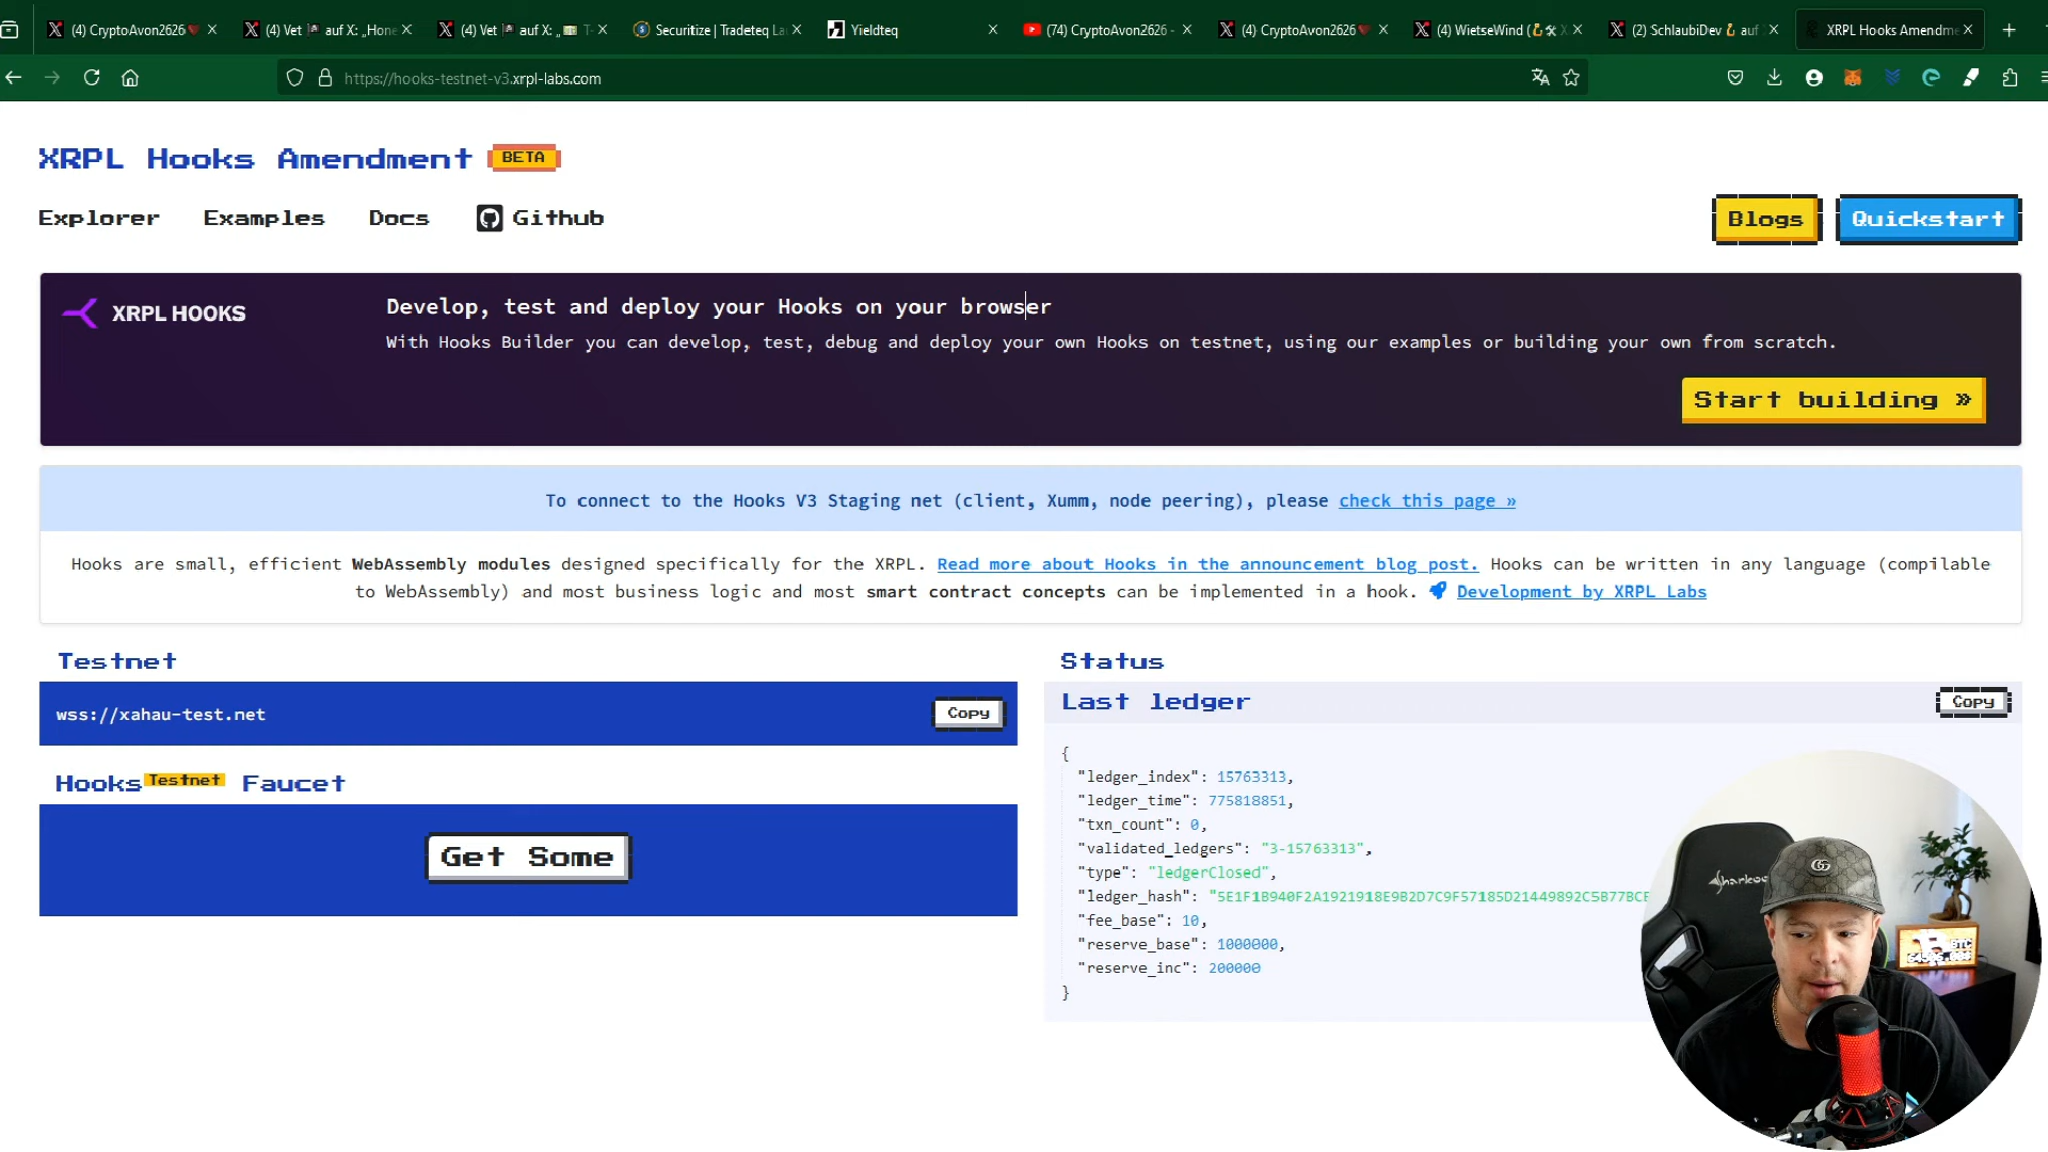 (4) CryptoAvon2626
(4) Vet auf X: „Hone
(4) Vet auf X: „ T-
Securitize | Tradeteq La
Yieldteq
(74) CryptoAvon2626 -
(4) CryptoAvon2626
(4) WietseWind (
(2) SchlaubiDev auf
XRPL Hooks Amendme
https://hooks-testnet-v3.xrpl-labs.com
XRPL Hooks Amendment BETA
Explorer Examples Docs Github
Blogs Quickstart
XRPL HOOKS
Develop, test and deploy your Hooks on your browser
With Hooks Builder you can develop, test, debug and deploy your own Hooks on testnet, using our examples or building your own from scratch.
Start building »
To connect to the Hooks V3 Staging net (client, Xumm, node peering), please check this page »
Hooks are small, efficient WebAssembly modules designed specifically for the XRPL. Read more about Hooks in the announcement blog post. Hooks can be written in any language (compilable
to WebAssembly) and most business logic and most smart contract concepts can be implemented in a hook. Development by XRPL Labs
Testnet
wss://xahau-test.net Copy
Hooks Testnet Faucet
Get Some
Status
Last ledger Copy
{
"ledger_index": 15763313,
"ledger_time": 775818851,
"txn_count": 0,
"validated_ledgers": "3-15763313",
"type": "ledgerClosed",
"ledger_hash": "5E1F1B940F2A1921918E9B2D7C9F57185D21449892C5B77BCE
"fee_base": 10,
"reserve_base": 1000000,
"reserve_inc": 200000
}
BTC